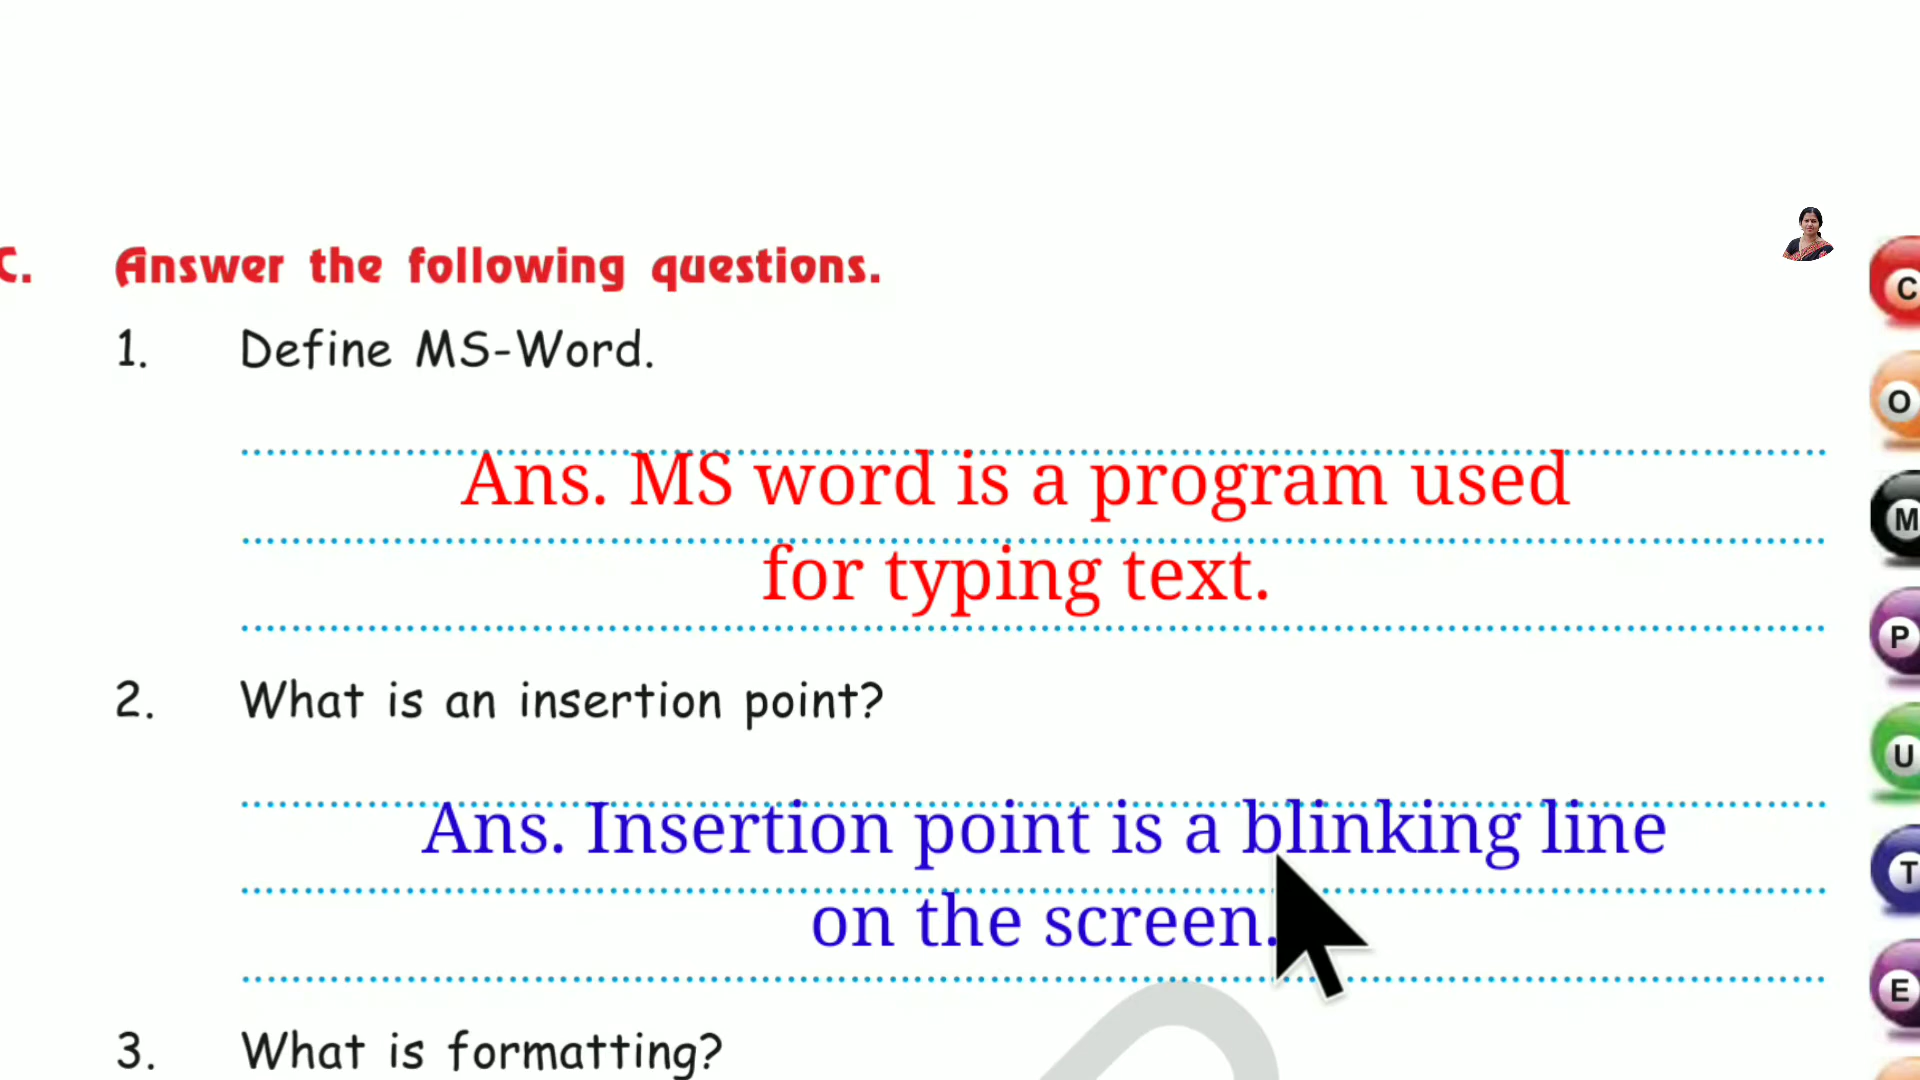 C. Answer the following questions.
1. Define MS-Word.
Ans. MS word is a program used
for typing text.
2. What is an insertion point?
Ans. Insertion point is a blinking line
on the screen.
3. What is formatting?
C
O
M
P
U
T
E